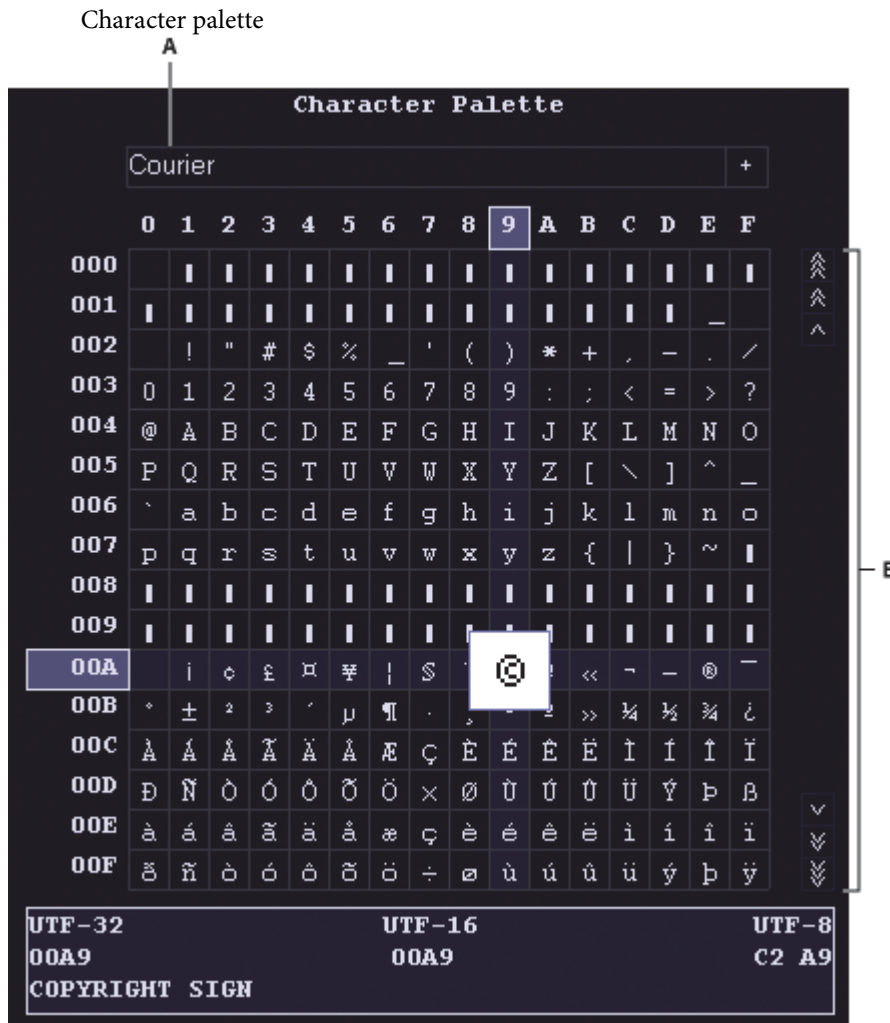 Character palette
A
Character Palette
Courier +
0 1 2 3 4 5 6 7 8 9 A B C D E F
000
001 _
002 ! " # $ % _ ' ( ) * + , — . /
003 0 1 2 3 4 5 6 7 8 9 : ; < = > ?
004 @ A B C D E F G H I J K L M N O
005 P Q R S T U V W X Y Z [ \ ] ^ _
006 ` a b c d e f g h i j k l m n o
007 p q r s t u v w x y z { | } ~
B
008
009
00A ¡ ¢ £ ¤ ¥ ¦ § © « ¬ — ® ¯
00B ° ± ² ³ ´ µ ¶ · ¸ º » ¼ ½ ¾ ¿
00C À Á Â Ã Ä Å Æ Ç È É Ê Ë Ì Í Î Ï
00D Ð Ñ Ò Ó Ô Õ Ö × Ø Ù Ú Û Ü Ý Þ ß
00E à á â ã ä å æ ç è é ê ë ì í î ï
00F ð ñ ò ó ô õ ö ÷ ø ù ú û ü ý þ ÿ
UTF-32 UTF-16 UTF-8
00A9 00A9 C2 A9
COPYRIGHT SIGN